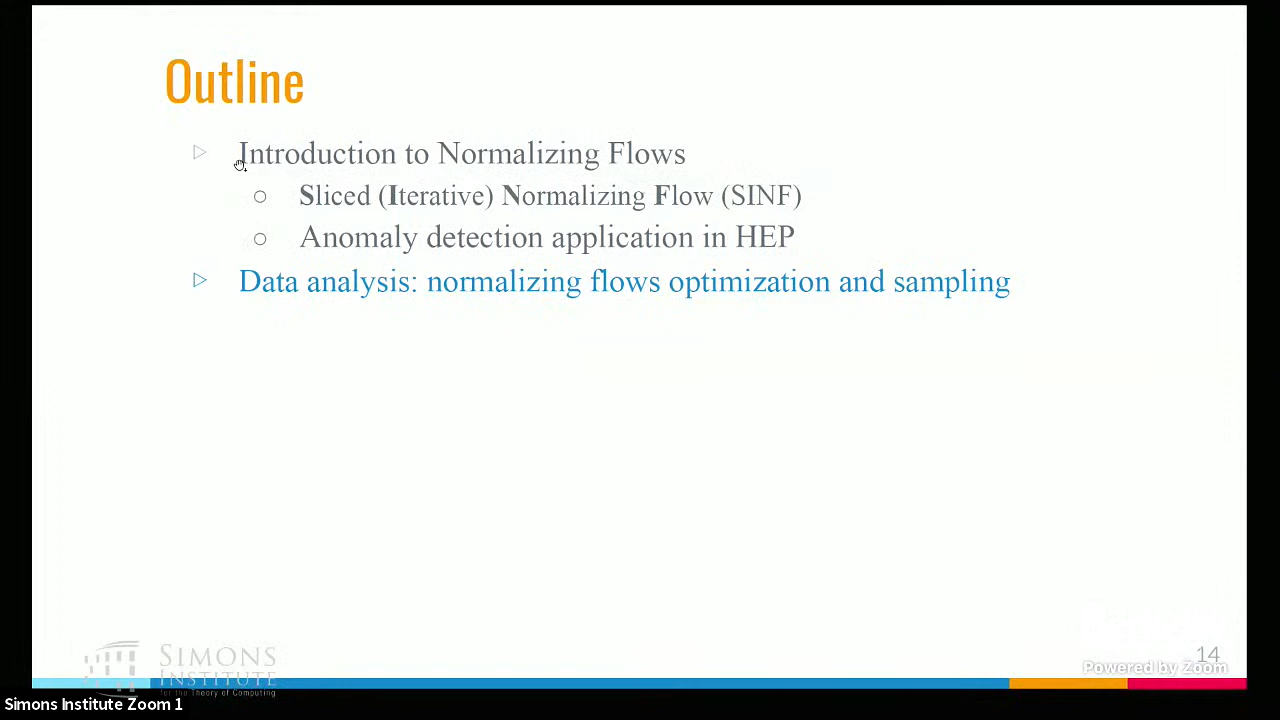 Outline
Introduction to Normalizing Flows
Sliced (Iterative) Normalizing Flow (SINF)
Anomaly detection application in HEP
Data analysis: normalizing flows optimization and sampling
SIMONS
INSTITUTE
for the Theory of Computing
14
Powered by Zoom
Simons Institute Zoom 1